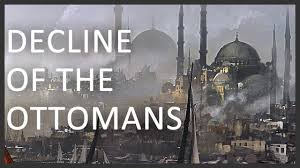 DECLINE
OF THE
OTTOMANS